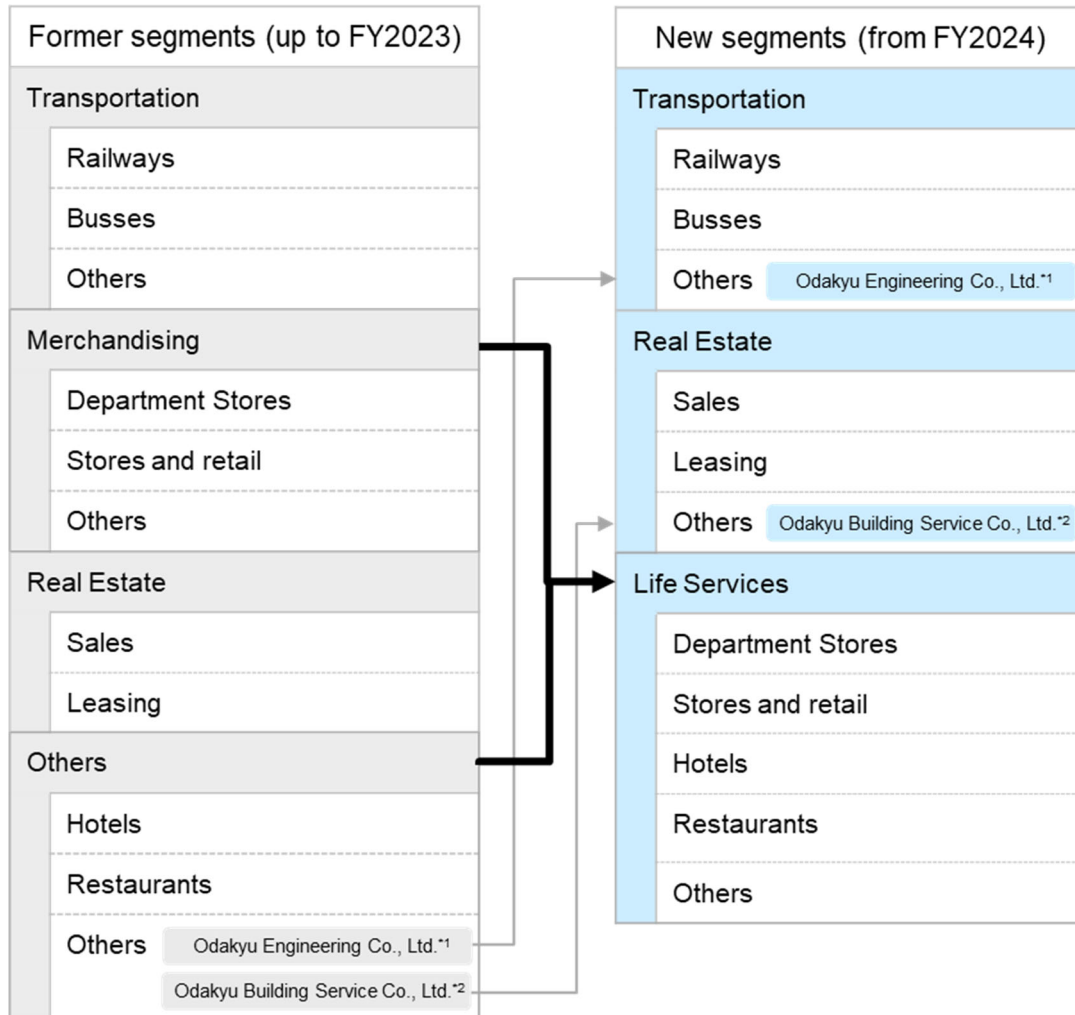 Former segments (up to FY2023)
Transportation
Railways
Busses
Others
Merchandising
Department Stores
Stores and retail
Others
Real Estate
Sales
Leasing
Others
Hotels
Restaurants
Others Odakyu Engineering Co., Ltd.*1
Odakyu Building Service Co., Ltd.*2
New segments (from FY2024)
Transportation
Railways
Busses
Others Odakyu Engineering Co., Ltd.*1
Real Estate
Sales
Leasing
Others Odakyu Building Service Co., Ltd.*2
Life Services
Department Stores
Stores and retail
Hotels
Restaurants
Others